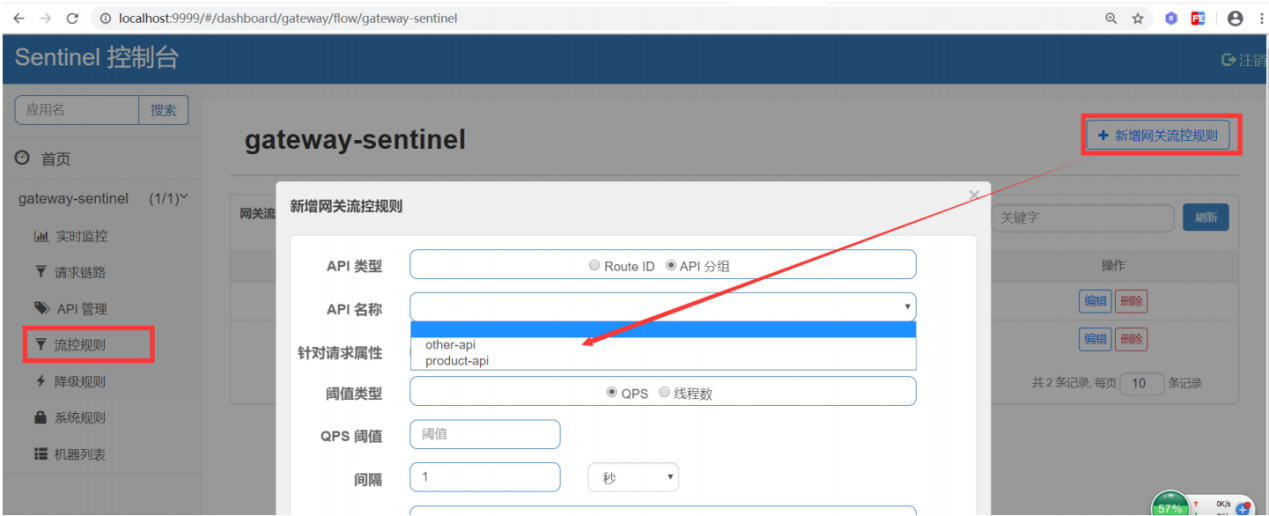 localhost:9999/#/dashboard/gateway/flow/gateway-sentinel
Sentinel 控制台
注销
应用名 搜索
首页
gateway-sentinel (1/1)
实时监控
请求链路
API 管理
流控规则
降级规则
系统规则
机器列表
gateway-sentinel
+ 新增网关流控规则
网关流
关键字 刷新
操作
编辑 删除
编辑 删除
共 2 条记录, 每页 10 条记录
新增网关流控规则 ×
API 类型 Route ID API 分组
API 名称
other-api
product-api
针对请求属性
阈值类型 QPS 线程数
QPS 阈值 阈值
间隔 1 秒
57% 0K/s